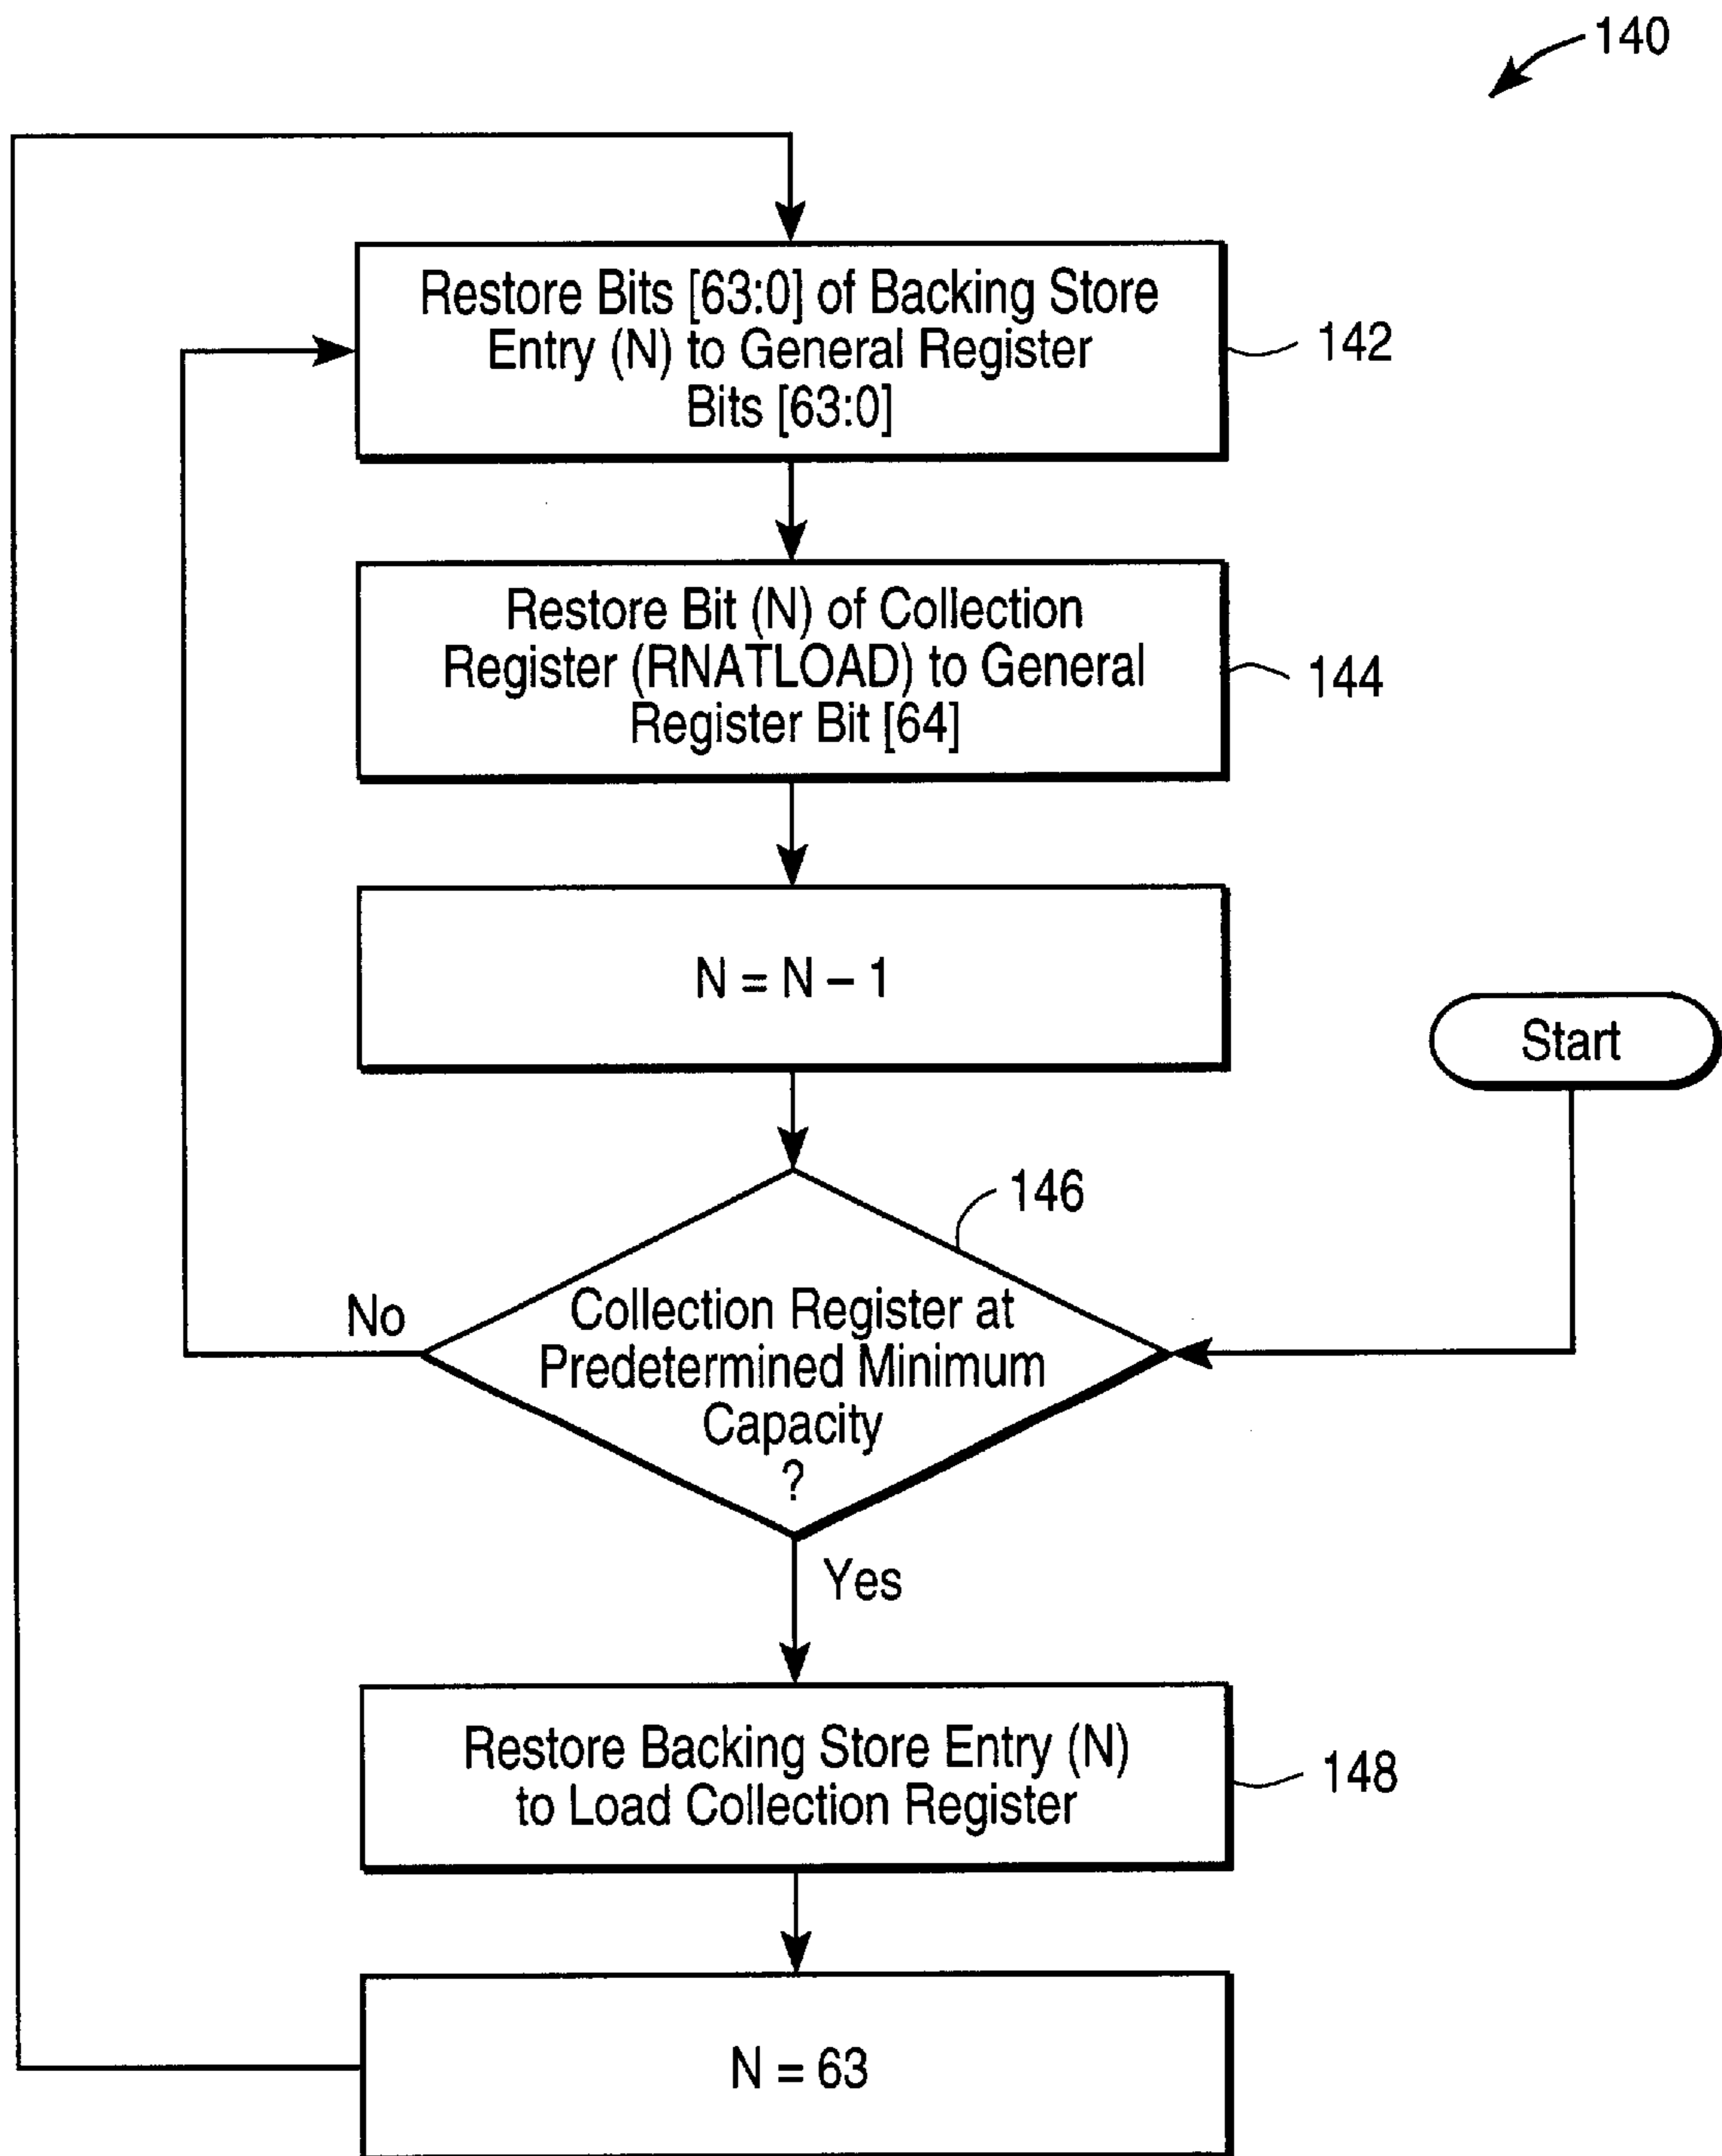 140
Restore Bits [63:0] of Backing Store
Entry (N) to General Register
Bits [63:0]
142
Restore Bit (N) of Collection
Register (RNATLOAD) to General
Register Bit [64]
144
N = N – 1
Start
146
Collection Register at
Predetermined Minimum
Capacity
?
No
Yes
Restore Backing Store Entry (N)
to Load Collection Register
148
N = 63